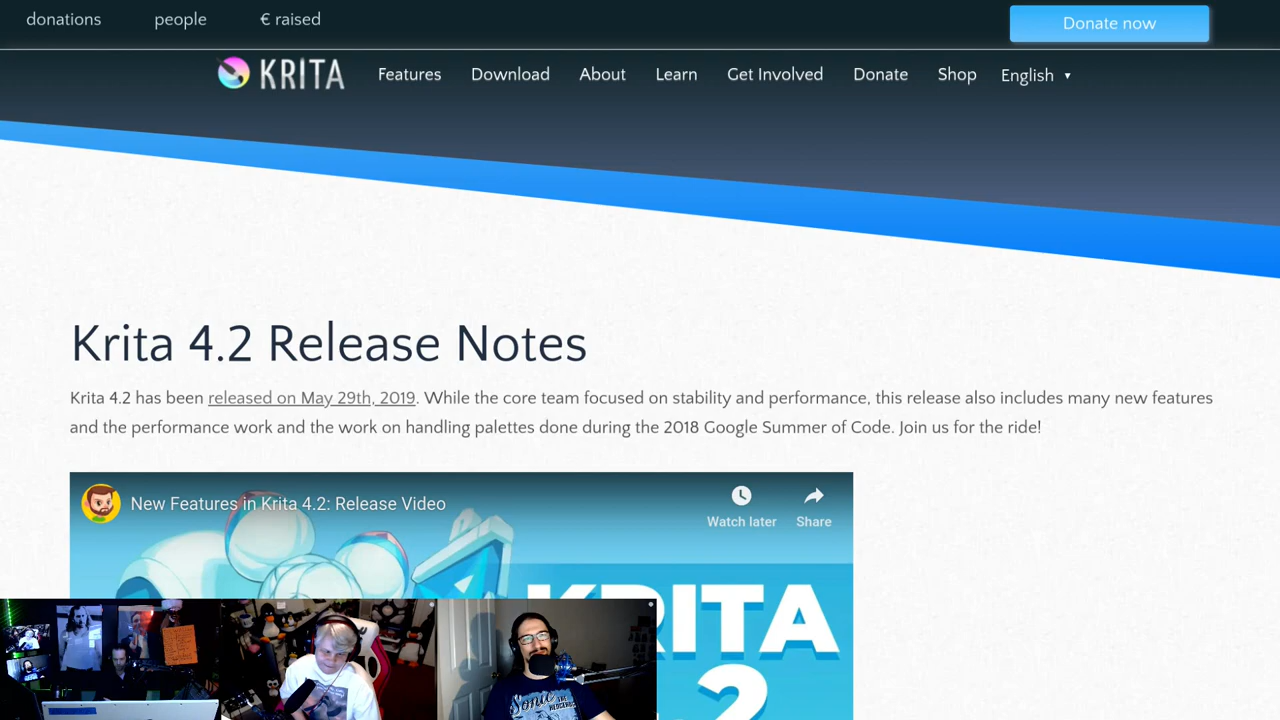 donations people € raised Donate now
KRITA Features Download About Learn Get Involved Donate Shop English ▼
Krita 4.2 Release Notes
Krita 4.2 has been released on May 29th, 2019. While the core team focused on stability and performance, this release also includes many new features
and the performance work and the work on handling palettes done during the 2018 Google Summer of Code. Join us for the ride!
New Features in Krita 4.2: Release Video
Watch later Share
KRITA
.2
Sonic